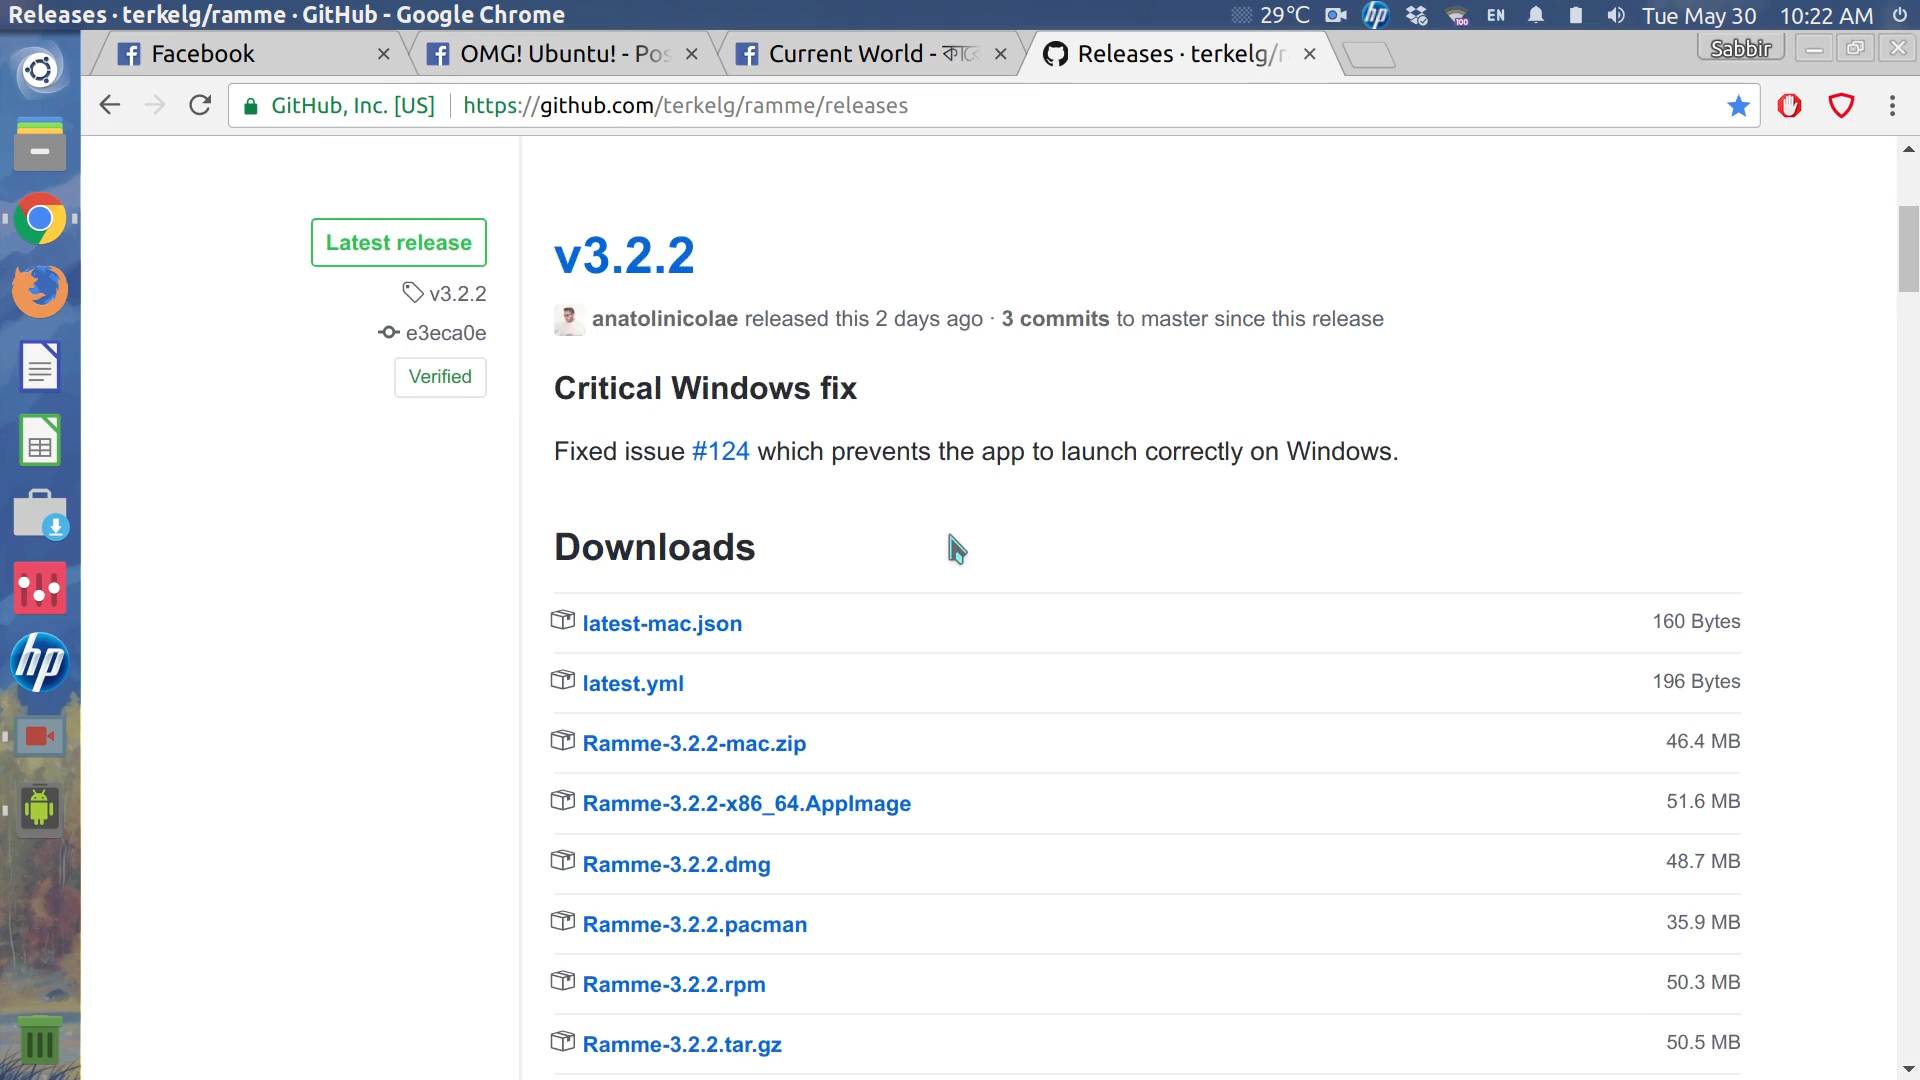 Releases · terkelg/ramme · GitHub - Google Chrome
29°C
hp
100
EN
Tue May 30
10:22 AM
Facebook
OMG! Ubuntu! - Pos
Current World - কারে
Releases · terkelg/r
Sabbir
GitHub, Inc. [US]
https://github.com/terkelg/ramme/releases
Latest release
v3.2.2
e3eca0e
Verified
v3.2.2
anatolinicolae released this 2 days ago · 3 commits to master since this release
Critical Windows fix
Fixed issue #124 which prevents the app to launch correctly on Windows.
Downloads
latest-mac.json 160 Bytes
latest.yml 196 Bytes
Ramme-3.2.2-mac.zip 46.4 MB
Ramme-3.2.2-x86_64.AppImage 51.6 MB
Ramme-3.2.2.dmg 48.7 MB
Ramme-3.2.2.pacman 35.9 MB
Ramme-3.2.2.rpm 50.3 MB
Ramme-3.2.2.tar.gz 50.5 MB
hp